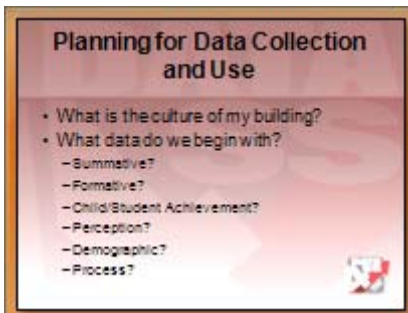 Planning for Data Collection
and Use
• What is the culture of my building?
• What data do we begin with?
–Summative?
–Formative?
–Child/Student Achievement?
–Perception?
–Demographic?
–Process?